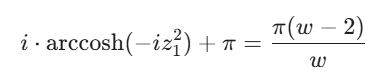 i · arccosh(−iz₁²) + π = π(w − 2) / w